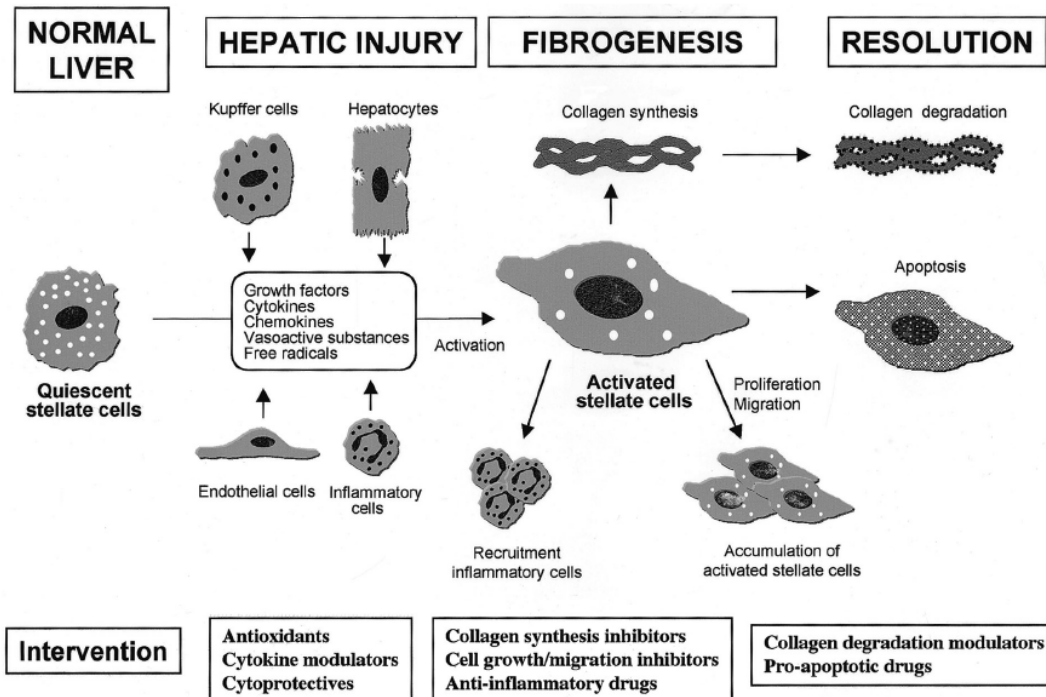 NORMAL
LIVER
HEPATIC INJURY
FIBROGENESIS
RESOLUTION
Kupffer cells
Hepatocytes
Collagen synthesis
Collagen degradation
Growth factors
Cytokines
Chemokines
Vasoactive substances
Free radicals
Activation
Apoptosis
Quiescent
stellate cells
Activated
stellate cells
Proliferation
Migration
Endothelial cells
Inflammatory
cells
Recruitment
inflammatory cells
Accumulation of
activated stellate cells
Intervention
Antioxidants
Cytokine modulators
Cytoprotectives
Collagen synthesis inhibitors
Cell growth/migration inhibitors
Anti-inflammatory drugs
Collagen degradation modulators
Pro-apoptotic drugs